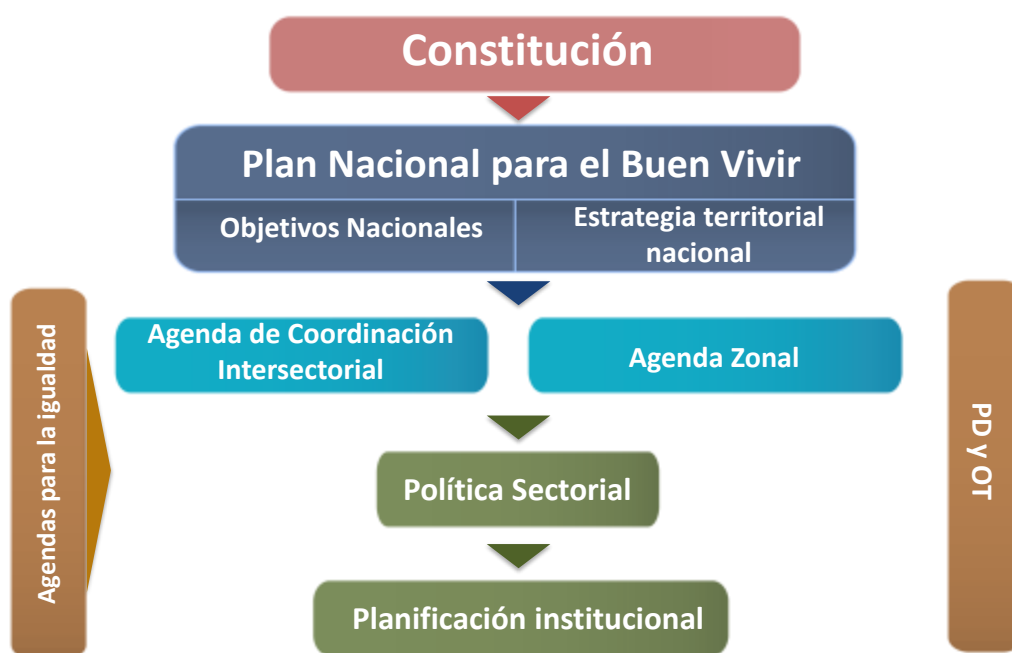 Constitución
Plan Nacional para el Buen Vivir
Objetivos Nacionales
Estrategia territorial
nacional
Agendas para la igualdad
Agenda de Coordinación
Intersectorial
Agenda Zonal
PD y OT
Política Sectorial
Planificación institucional